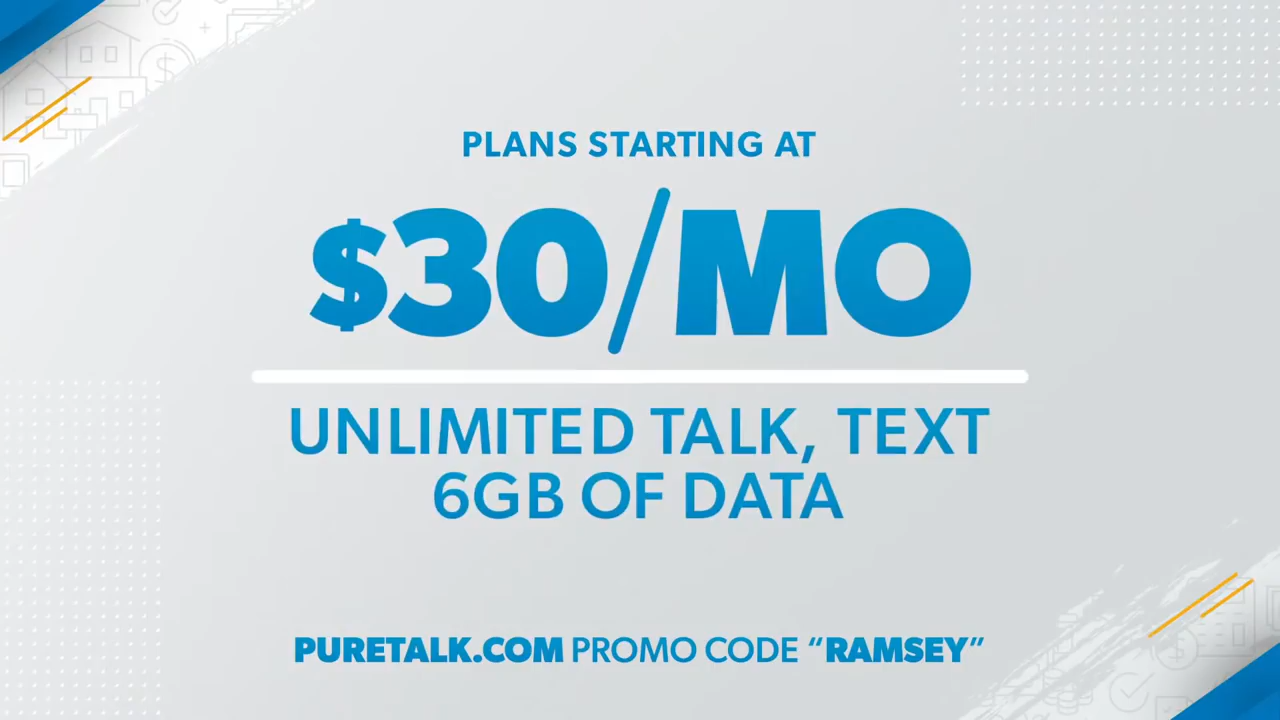 PLANS STARTING AT
$30/MO
UNLIMITED TALK, TEXT
6GB OF DATA
PURETALK.COM PROMO CODE “RAMSEY”